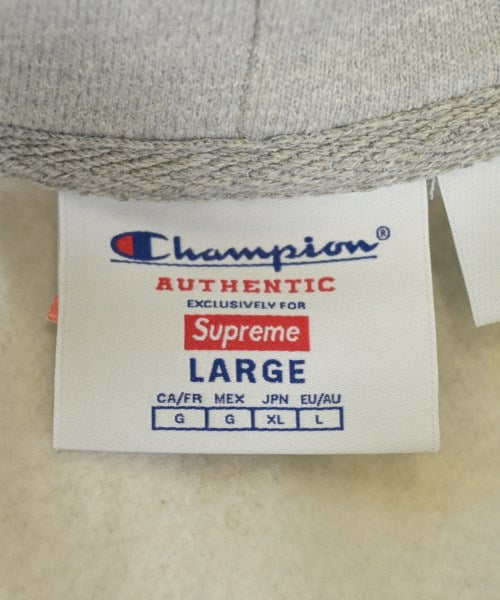 Champion®
AUTHENTIC
EXCLUSIVELY FOR
Supreme
LARGE
CA/FR MEX JPN EU/AU
G G XL L